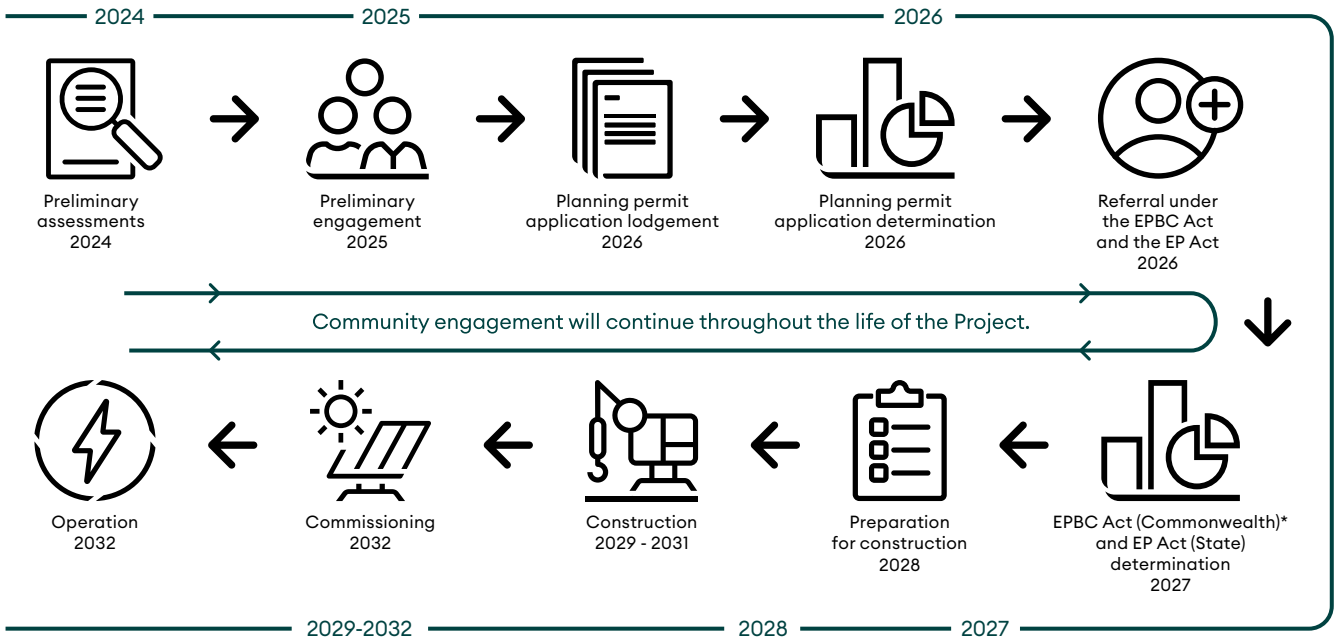 2024
2025
2026
Preliminary
assessments
2024
Preliminary
engagement
2025
Planning permit
application lodgement
2026
Planning permit
application determination
2026
Referral under
the EPBC Act
and the EP Act
2026
Community engagement will continue throughout the life of the Project.
EPBC Act (Commonwealth)*
and EP Act (State)
determination
2027
Preparation
for construction
2028
Construction
2029 - 2031
Commissioning
2032
Operation
2032
2029-2032
2028
2027